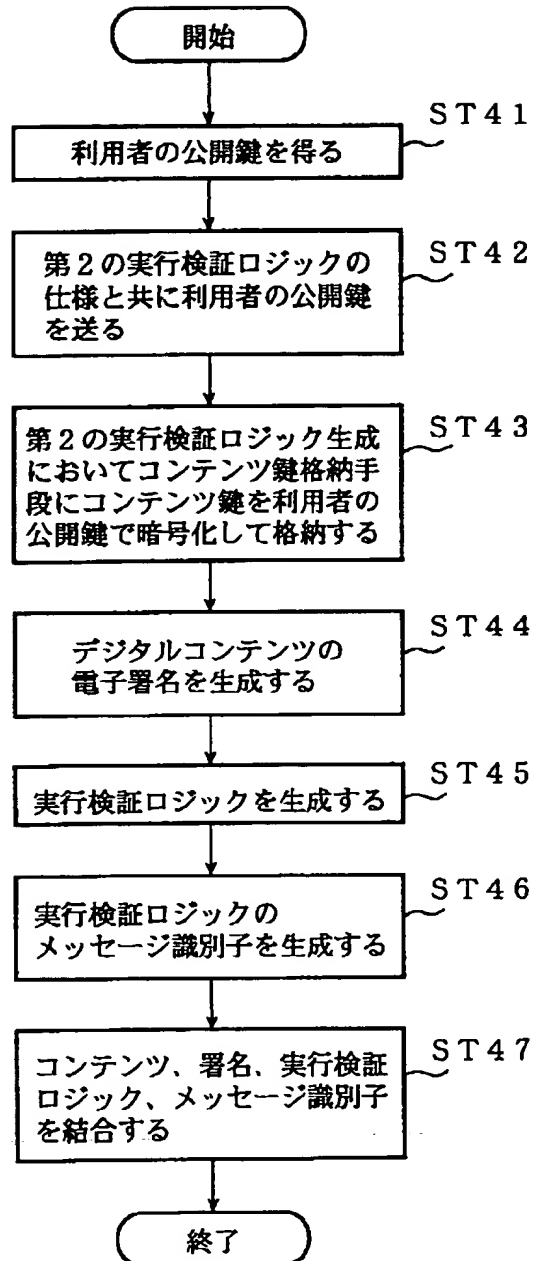 開始
ST41
利用者の公開鍵を得る
ST42
第2の実行検証ロジックの
仕様と共に利用者の公開鍵
を送る
ST43
第2の実行検証ロジック生成
においてコンテンツ鍵格納手
段にコンテンツ鍵を利用者の
公開鍵で暗号化して格納する
ST44
デジタルコンテンツの
電子署名を生成する
ST45
実行検証ロジックを生成する
ST46
実行検証ロジックの
メッセージ識別子を生成する
ST47
コンテンツ、署名、実行検証
ロジック、メッセージ識別子
を結合する
終了